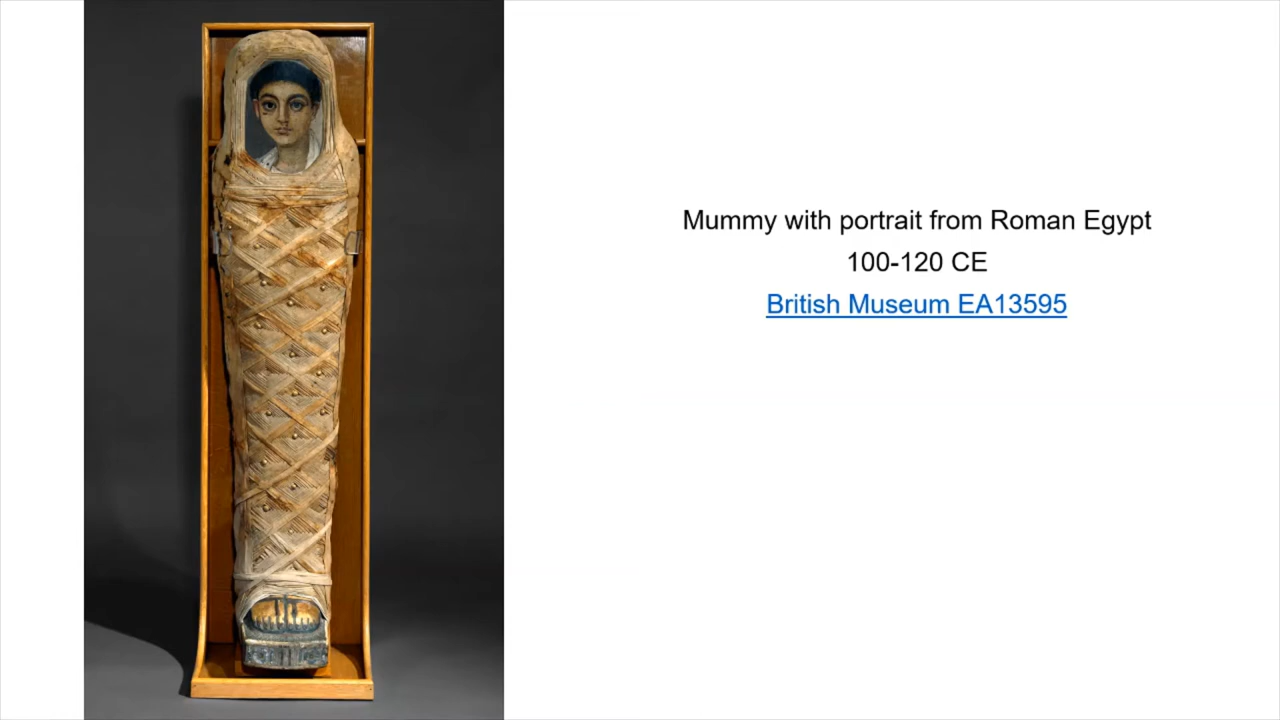 Mummy with portrait from Roman Egypt
100-120 CE
British Museum EA13595